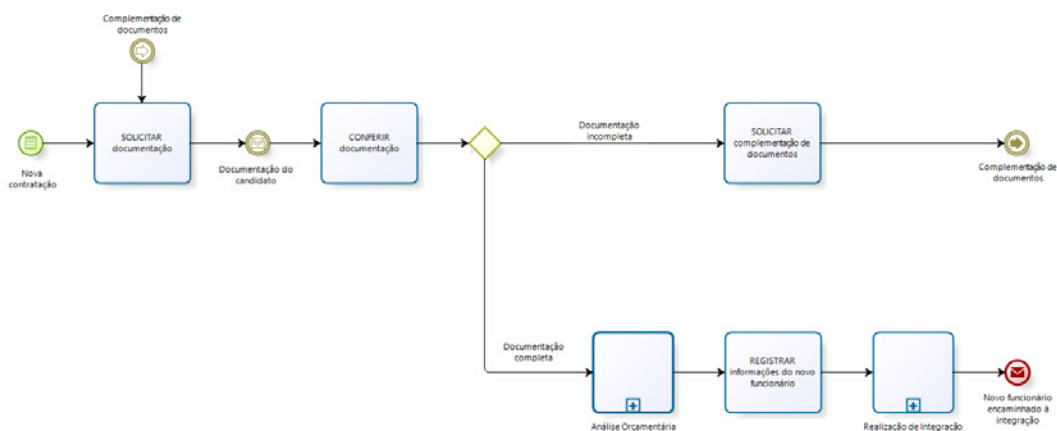 Complementação de
documentos
SOLICITAR
documentação
CONFERIR
documentação
Documentação
incompleta
SOLICITAR
complementação de
documentos
Nova
contratação
Documentação do
candidato
Complementação de
documentos
Documentação
completa
REGISTRAR
informações do novo
funcionário
Análise Orçamentária
Realização de Integração
Novo funcionário
encaminhado à
integração